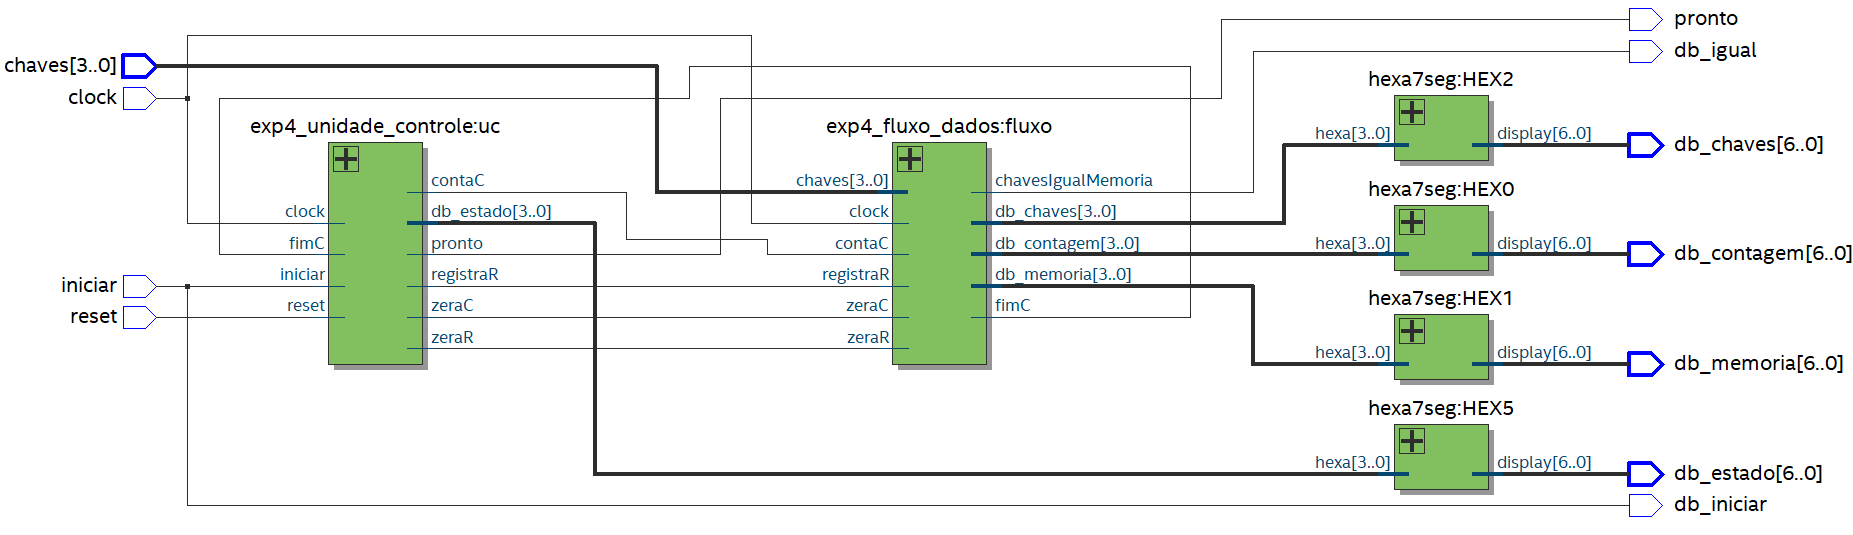 chaves[3..0]
clock
iniciar
reset
exp4_unidade_controle:uc
clock
fimC
iniciar
reset
contaC
db_estado[3..0]
pronto
registraR
zeraC
zeraR
exp4_fluxo_dados:fluxo
chaves[3..0]
clock
contaC
registraR
zeraC
zeraR
chavesIgualMemoria
db_chaves[3..0]
db_contagem[3..0]
db_memoria[3..0]
fimC
hexa7seg:HEX2
hexa[3..0]
display[6..0]
hexa7seg:HEX0
hexa[3..0]
display[6..0]
hexa7seg:HEX1
hexa[3..0]
display[6..0]
hexa7seg:HEX5
hexa[3..0]
display[6..0]
pronto
db_igual
db_chaves[6..0]
db_contagem[6..0]
db_memoria[6..0]
db_estado[6..0]
db_iniciar